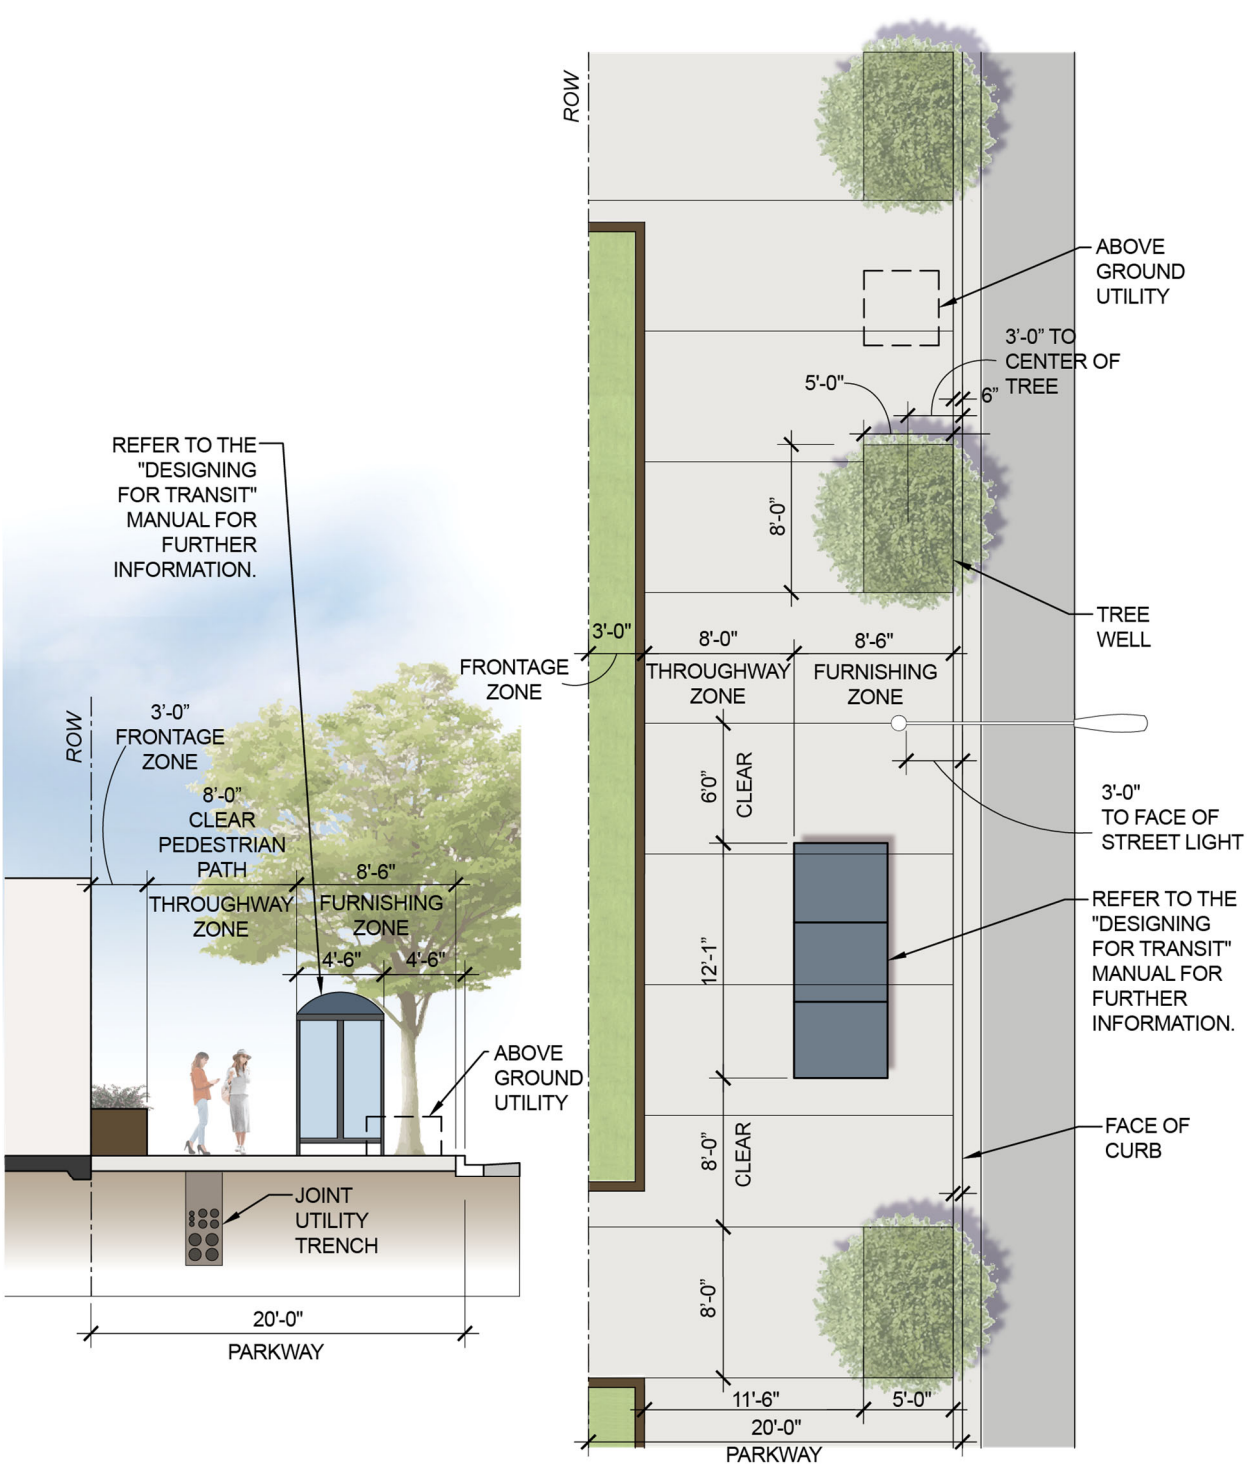 REFER TO THE
"DESIGNING
FOR TRANSIT"
MANUAL FOR
FURTHER
INFORMATION.
ROW
3'-0”
FRONTAGE
ZONE
8'-0”
CLEAR
PEDESTRIAN
PATH
THROUGHWAY
ZONE
8'-6"
FURNISHING
ZONE
4'-6"
4'-6"
ABOVE
GROUND
UTILITY
JOINT
UTILITY
TRENCH
20'-0"
PARKWAY
ROW
ABOVE
GROUND
UTILITY
3’-0” TO
CENTER OF
TREE
6”
5'-0"
8'-0”
TREE
WELL
3'-0"
FRONTAGE
ZONE
8'-0"
THROUGHWAY
ZONE
8'-6"
FURNISHING
ZONE
6'0”
CLEAR
3'-0"
TO FACE OF
STREET LIGHT
REFER TO THE
"DESIGNING
FOR TRANSIT"
MANUAL FOR
FURTHER
INFORMATION.
12'-1"
FACE OF
CURB
8'-0”
CLEAR
8'-0”
11'-6"
5'-0"
20'-0"
PARKWAY